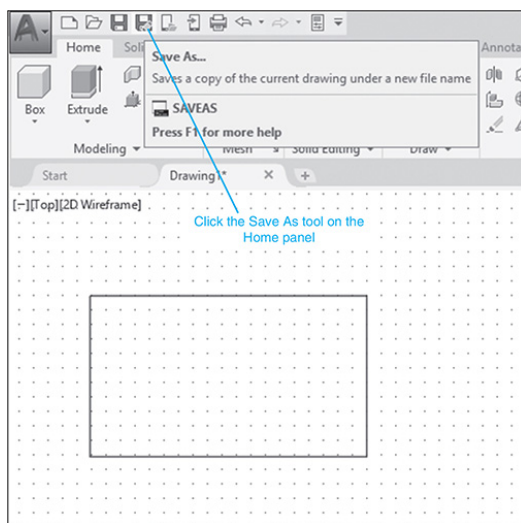 A
Home
Soli
Annota
Save As...
Saves a copy of the current drawing under a new file name
SAVEAS
Press F1 for more help
Box
Extrude
Modeling
Mesh
Solid Editing
Draw
Start
Drawing1*
[−][Top][2D Wireframe]
Click the Save As tool on the
Home panel